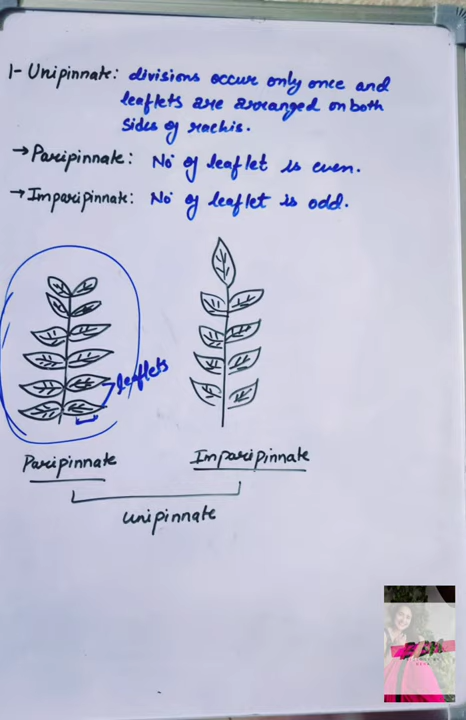 1- Unipinnate: divisions occur only once and
leaflets are arranged on both
sides of rachis.
→ Paripinnate: No of leaflet is even.
→ Imparipinnate: No of leaflet is odd.
leaflets
Paripinnate
Imparipinnate
Unipinnate